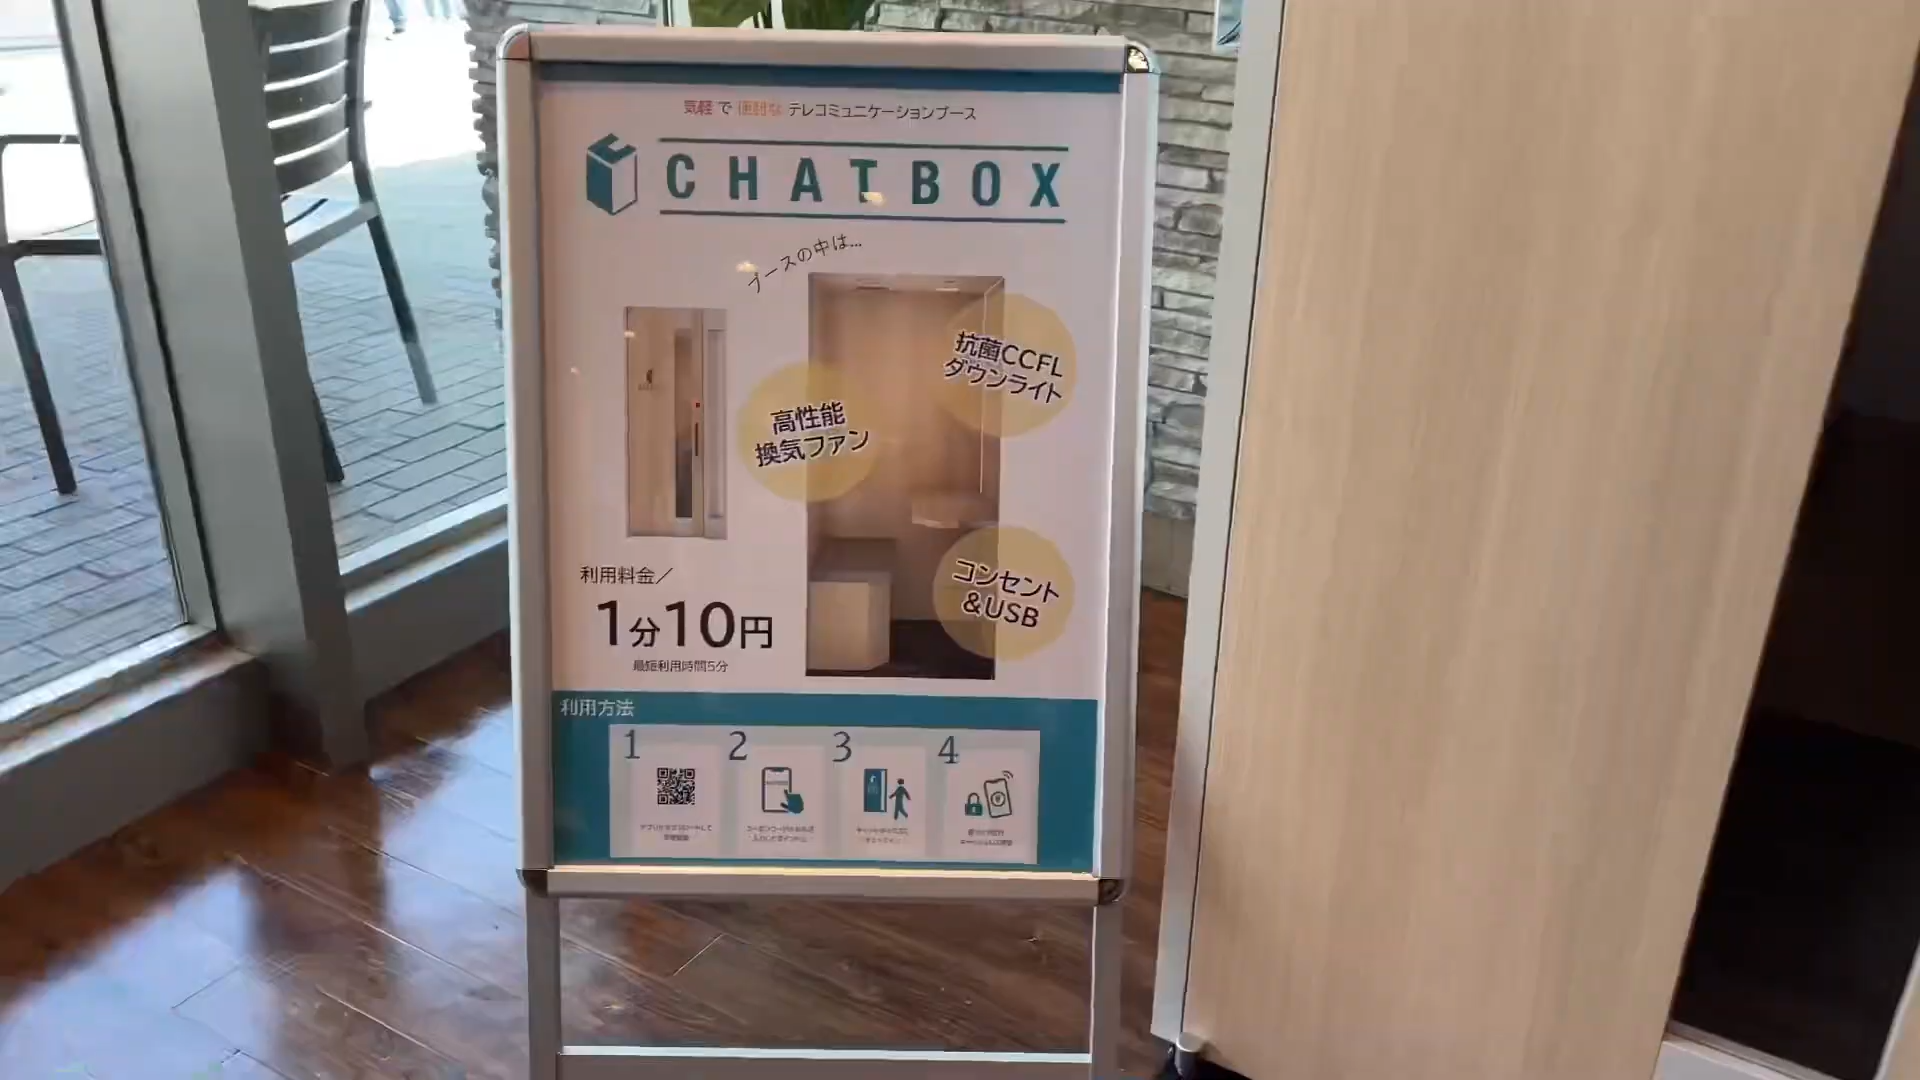 気軽で便利な テレコミュニケーションブース
CHATBOX
ブースの中は...
抗菌CCFL
ダウンライト
高性能
換気ファン
コンセント
&USB
利用料金/
1分10円
最短利用時間5分
利用方法
1
2
3
4